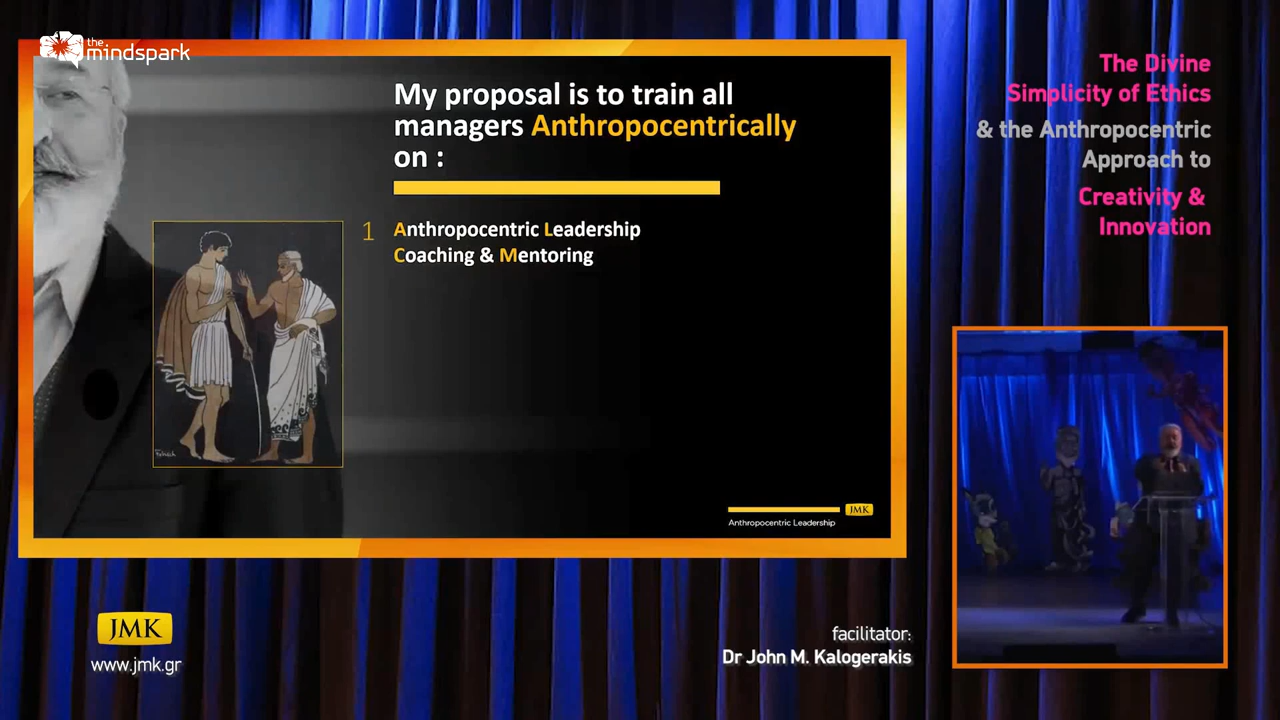 the
mindspark
My proposal is to train all
managers Anthropocentrically
on :
1 Anthropocentric Leadership
Coaching & Mentoring
JMK
Anthropocentric Leadership
The Divine
Simplicity of Ethics
& the Anthropocentric
Approach to
Creativity &
Innovation
JMK
www.jmk.gr
facilitator:
Dr John M. Kalogerakis